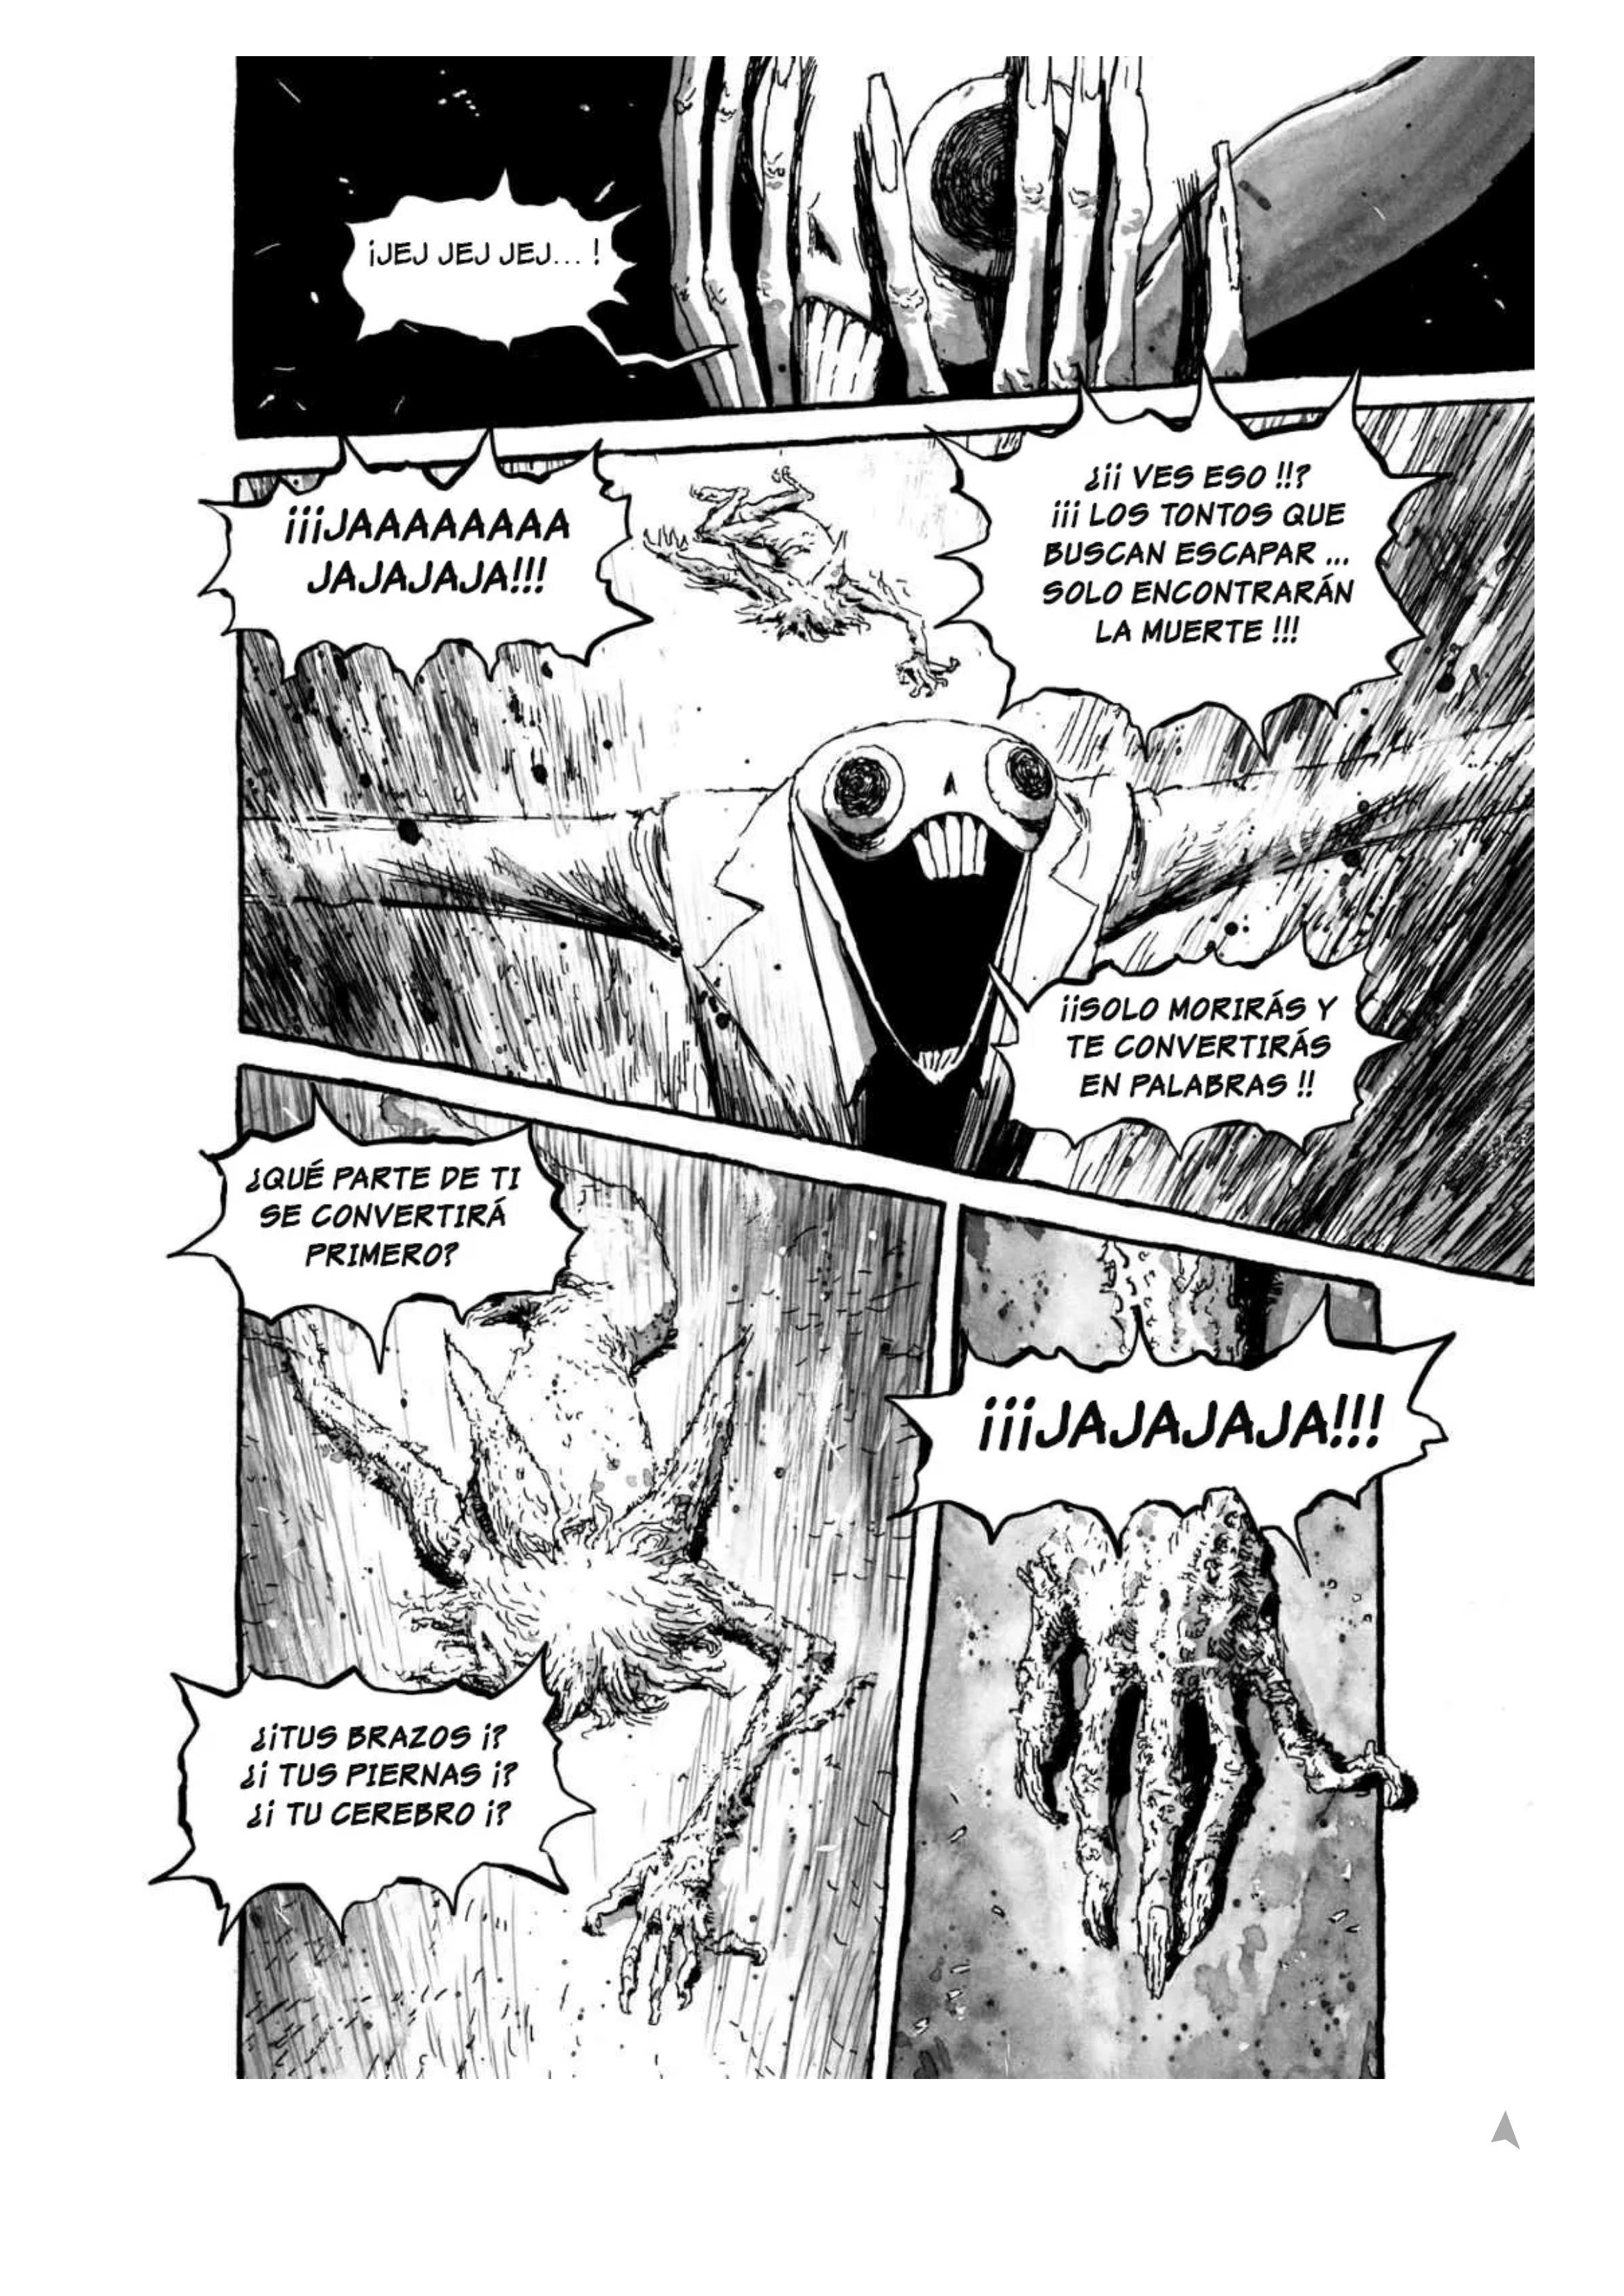 ¡JEJ JEJ JEJ... !
¡¡¡JAAAAAAAA
JAJAJAJA!!!
¿¡¡ VES ESO !!?
¡¡¡ LOS TONTOS QUE
BUSCAN ESCAPAR ...
SOLO ENCONTRARÁN
LA MUERTE !!!
¡¡SOLO MORIRÁS Y
TE CONVERTIRÁS
EN PALABRAS !!
¿QUÉ PARTE DE TI
SE CONVERTIRÁ
PRIMERO?
¿¡TUS BRAZOS ¡?
¿¡ TUS PIERNAS ¡?
¿¡ TU CEREBRO ¡?
¡¡¡JAJAJAJA!!!